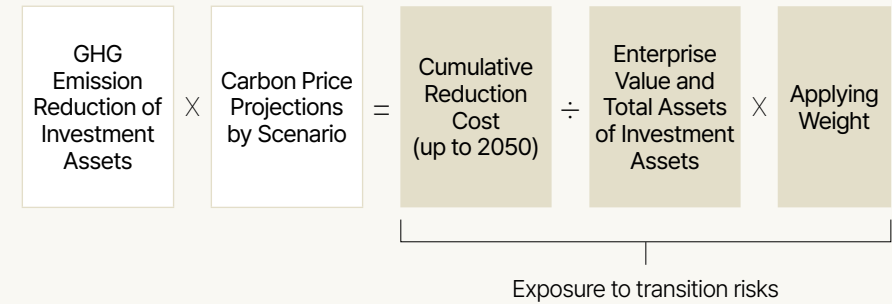 GHG
Emission
Reduction of
Investment
Assets
X
Carbon Price
Projections
by Scenario
=
Cumulative
Reduction
Cost
(up to 2050)
÷
Enterprise
Value and
Total Assets
of Investment
Assets
X
Applying
Weight
Exposure to transition risks